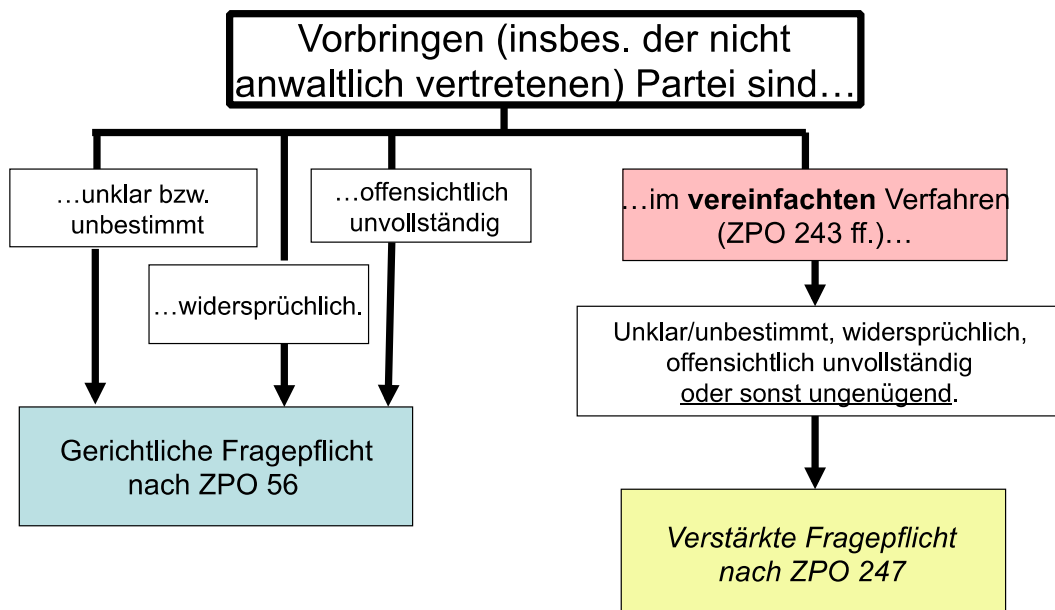 Vorbringen (insbes. der nicht
anwaltlich vertretenen) Partei sind…
…unklar bzw.
unbestimmt
…widersprüchlich.
…offensichtlich
unvollständig
Gerichtliche Fragepflicht
nach ZPO 56
…im vereinfachten Verfahren
(ZPO 243 ff.)…
Unklar/unbestimmt, widersprüchlich,
offensichtlich unvollständig
oder sonst ungenügend.
Verstärkte Fragepflicht
nach ZPO 247